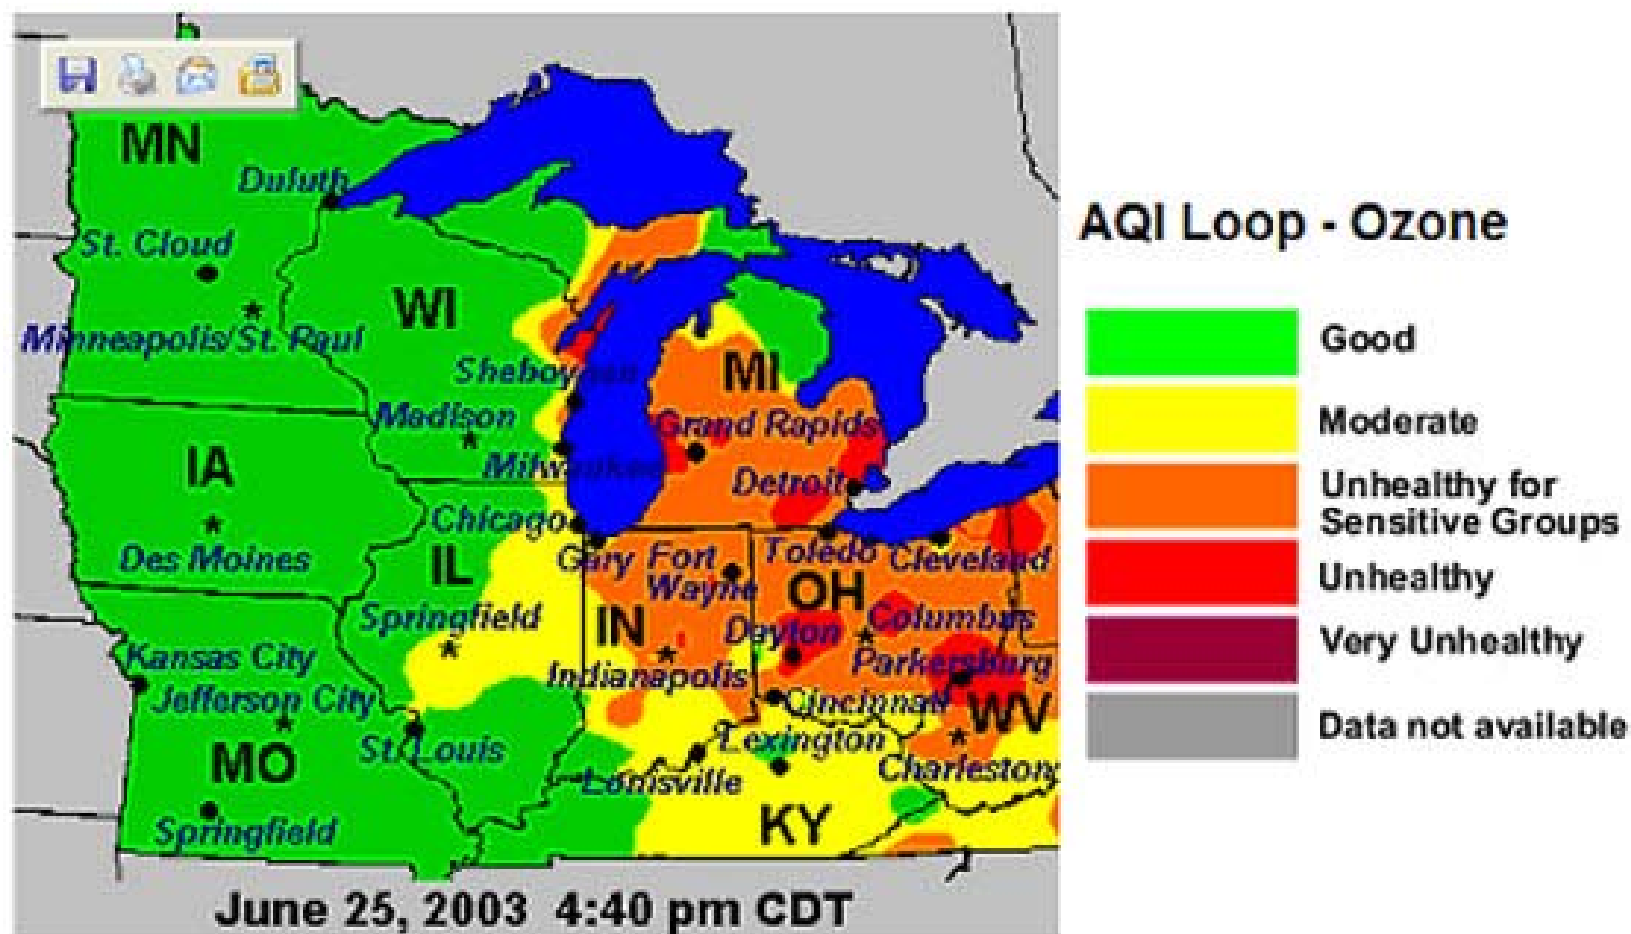 MN
Duluth
St. Cloud
WI
Minneapolis/St. Paul
Sheboygan
MI
Madison
Grand Rapids
IA
Milwaukee
Detroit
Chicago
Des Moines
Gary Fort
Wayne
Toledo Cleveland
IL
OH
Springfield
IN
Dayton
Columbus
Kansas City
Indianapolis
Parkersburg
Jefferson City
Cincinnati
WV
St. Louis
Lexington
MO
Louisville
Charleston
Springfield
KY
June 25, 2003 4:40 pm CDT
AQI Loop - Ozone
Good
Moderate
Unhealthy for
Sensitive Groups
Unhealthy
Very Unhealthy
Data not available